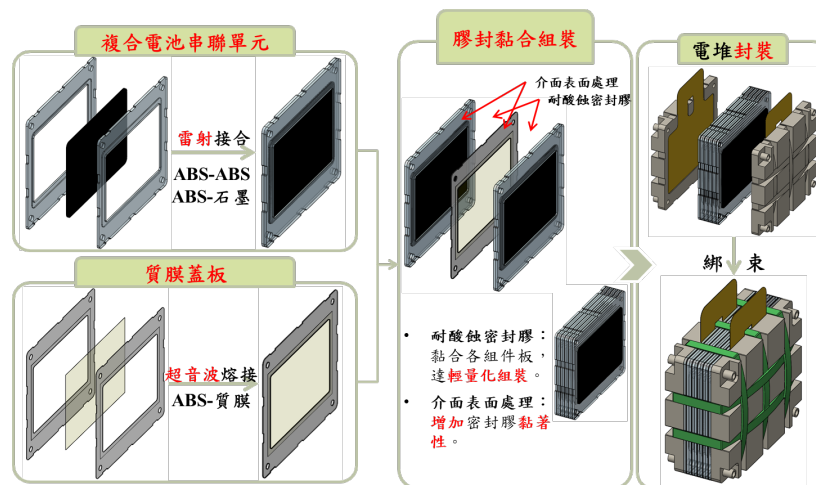 複合電池串聯單元
雷射接合
ABS-ABS
ABS-石墨
質膜蓋板
超音波熔接
ABS-質膜
膠封黏合組裝
介面表面處理
耐酸蝕密封膠
• 耐酸蝕密封膠：
黏合各組件板，
達輕量化組裝。
• 介面表面處理：
增加密封膠黏著
性。
電堆封裝
綁 束